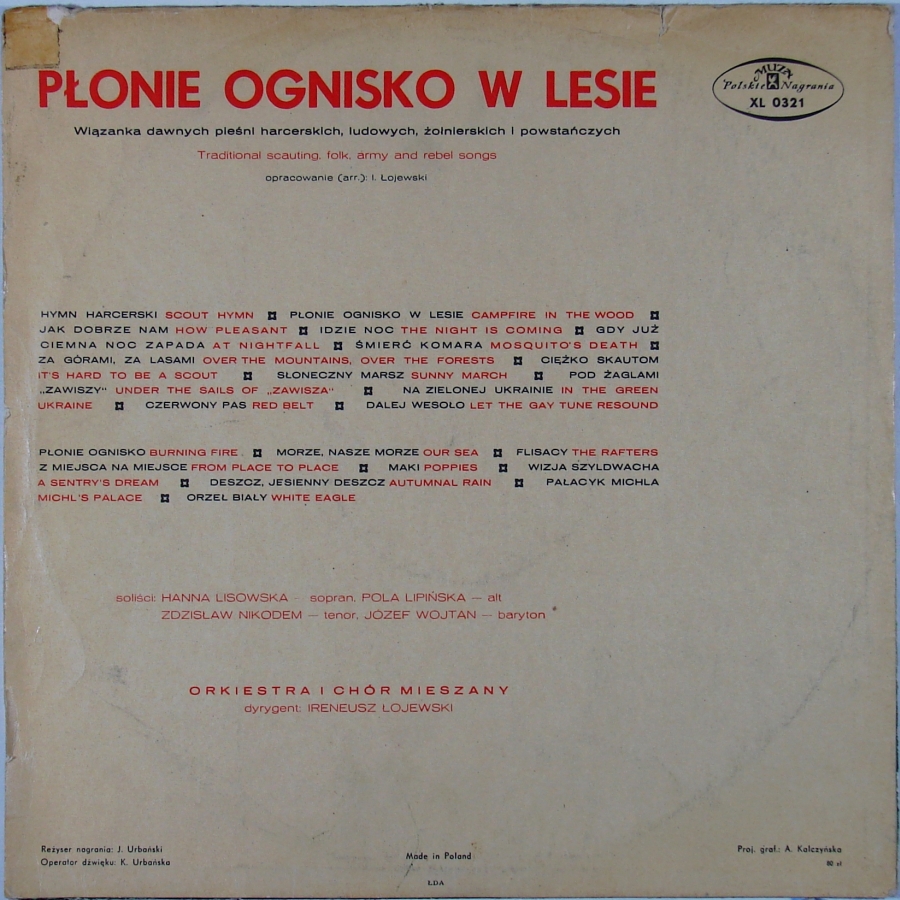 PŁONIE OGNISKO W LESIE
MUZA
Polskie Nagrania
XL 0321
Wiązanka dawnych pieśni harcerskich, ludowych, żolnierskich i powstańczych
Traditional scauting, folk, army and rebel songs
opracowanie (arr.): I. Łojewski
HYMN HARCERSKI SCOUT HYMN ¤ PŁONIE OGNISKO W LESIE CAMPFIRE IN THE WOOD ¤
JAK DOBRZE NAM HOW PLEASANT ¤ IDZIE NOC THE NIGHT IS COMING ¤ GDY JUŻ
CIEMNA NOC ZAPADA AT NIGHTFALL ¤ ŚMIERĆ KOMARA MOSQUITO'S DEATH ¤
ZA GÓRAMI, ZA LASAMI OVER THE MOUNTAINS, OVER THE FORESTS ¤ CIĘŻKO SKAUTOM
IT'S HARD TO BE A SCOUT ¤ SŁONECZNY MARSZ SUNNY MARCH ¤ POD ŻAGLAMI
„ZAWISZY“ UNDER THE SAILS OF „ZAWISZA“ ¤ NA ZIELONEJ UKRAINIE IN THE GREEN
UKRAINE ¤ CZERWONY PAS RED BELT ¤ DALEJ WESOŁO LET THE GAY TUNE RESOUND
PŁONIE OGNISKO BURNING FIRE. ¤ MORZE, NASZE MORZE OUR SEA ¤ FLISACY THE RAFTERS
Z MIEJSCA NA MIEJSCE FROM PLACE TO PLACE ¤ MAKI POPPIES ¤ WIZJA SZYLDWACHA
A SENTRY'S DREAM ¤ DESZCZ, JESIENNY DESZCZ AUTUMNAL RAIN ¤ PAŁACYK MICHLA
MICHL'S PALACE ¤ ORZEŁ BIAŁY WHITE EAGLE
soliści: HANNA LISOWSKA – sopran, POLA LIPIŃSKA – alt
ZDZISŁAW NIKODEM – tenor, JÓZEF WOJTAN – baryton
ORKIESTRA I CHÓR MIESZANY
dyrygent: IRENEUSZ ŁOJEWSKI
Reżyser nagrania: J. Urbański
Operator dźwięku: K. Urbańska
Made in Poland
Proj. graf.: A. Kalczyńska
80 zł
ŁDA